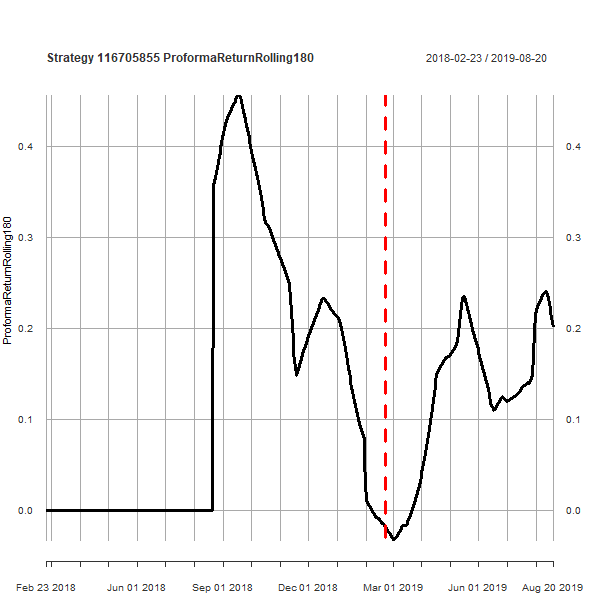 Strategy 116705855 ProformaReturnRolling180 2018-02-23 / 2019-08-20
ProformaReturnRolling180
0.4 0.4
0.3 0.3
0.2 0.2
0.1 0.1
0.0 0.0
Feb 23 2018 Jun 01 2018 Sep 01 2018 Dec 01 2018 Mar 01 2019 Jun 01 2019 Aug 20 2019